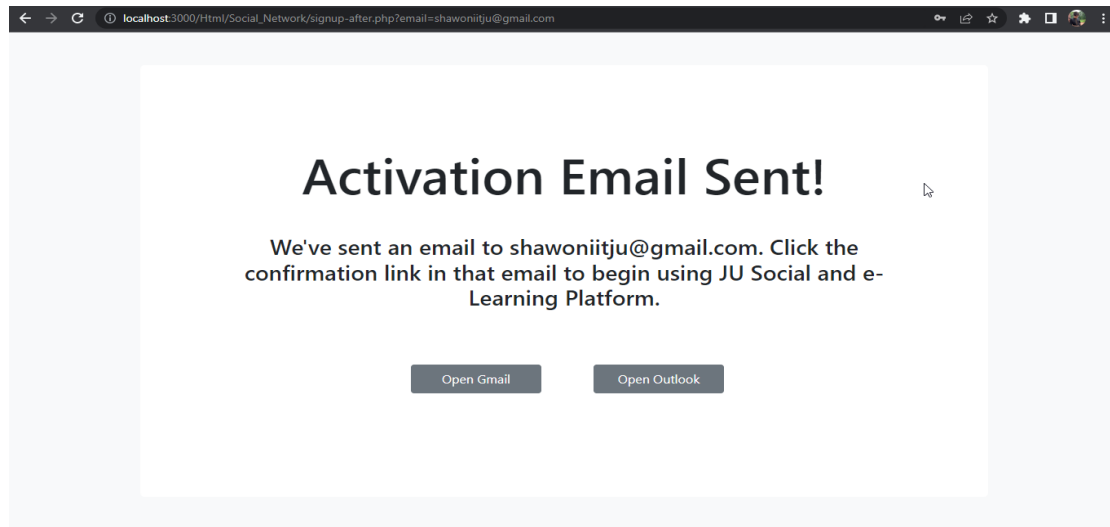 localhost:3000/Html/Social_Network/signup-after.php?email=shawoniitju@gmail.com
Activation Email Sent!
We've sent an email to shawoniitju@gmail.com. Click the
confirmation link in that email to begin using JU Social and e-
Learning Platform.
Open Gmail
Open Outlook